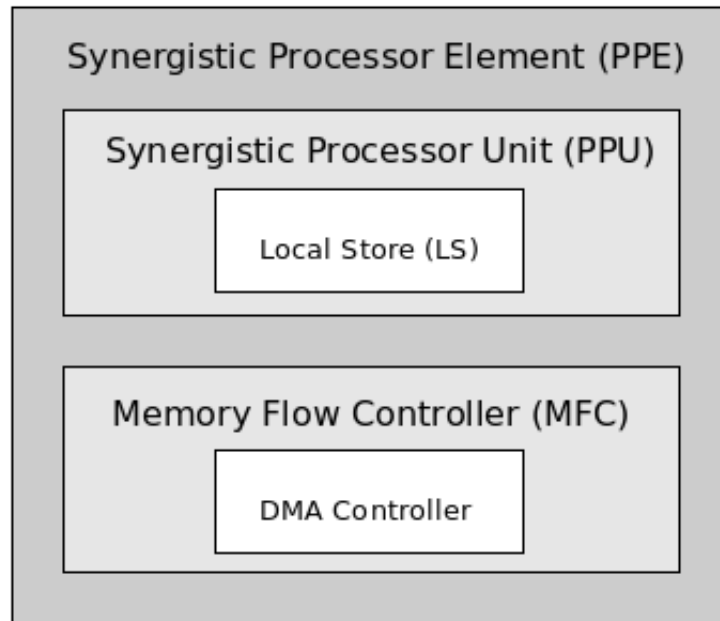 Synergistic Processor Element (PPE)
Synergistic Processor Unit (PPU)
Local Store (LS)
Memory Flow Controller (MFC)
DMA Controller